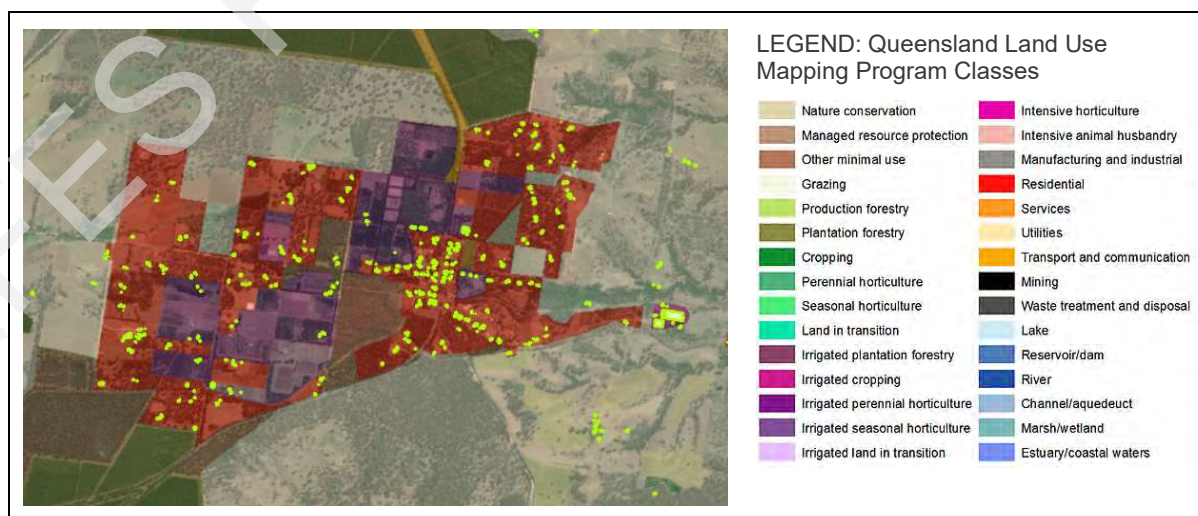 LEGEND: Queensland Land Use
Mapping Program Classes
Nature conservation
Managed resource protection
Other minimal use
Grazing
Production forestry
Plantation forestry
Cropping
Perennial horticulture
Seasonal horticulture
Land in transition
Irrigated plantation forestry
Irrigated cropping
Irrigated perennial horticulture
Irrigated seasonal horticulture
Irrigated land in transition
Intensive horticulture
Intensive animal husbandry
Manufacturing and industrial
Residential
Services
Utilities
Transport and communication
Mining
Waste treatment and disposal
Lake
Reservoir/dam
River
Channel/aquedeuct
Marsh/wetland
Estuary/coastal waters